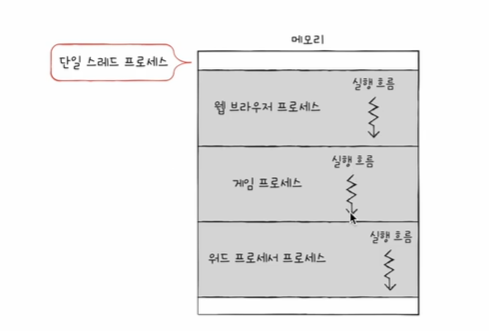 메모리
단일 스레드 프로세스
실행 흐름
웹 브라우저 프로세스
실행 흐름
게임 프로세스
실행 흐름
워드 프로세서 프로세스